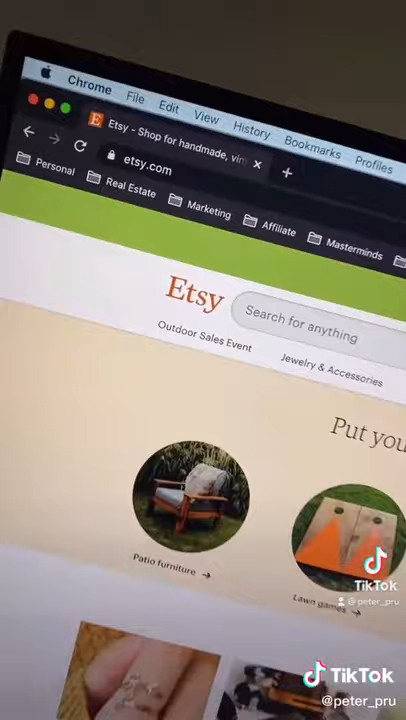 Chrome File Edit View History Bookmarks Profiles
Etsy - Shop for handmade, vin
etsy.com
Personal Real Estate Marketing Affiliate Masterminds
Etsy Search for anything
Outdoor Sales Event Jewelry & Accessories
Put you
Patio furniture →
Lawn games →
TikTok
@peter_pru
TikTok
@peter_pru